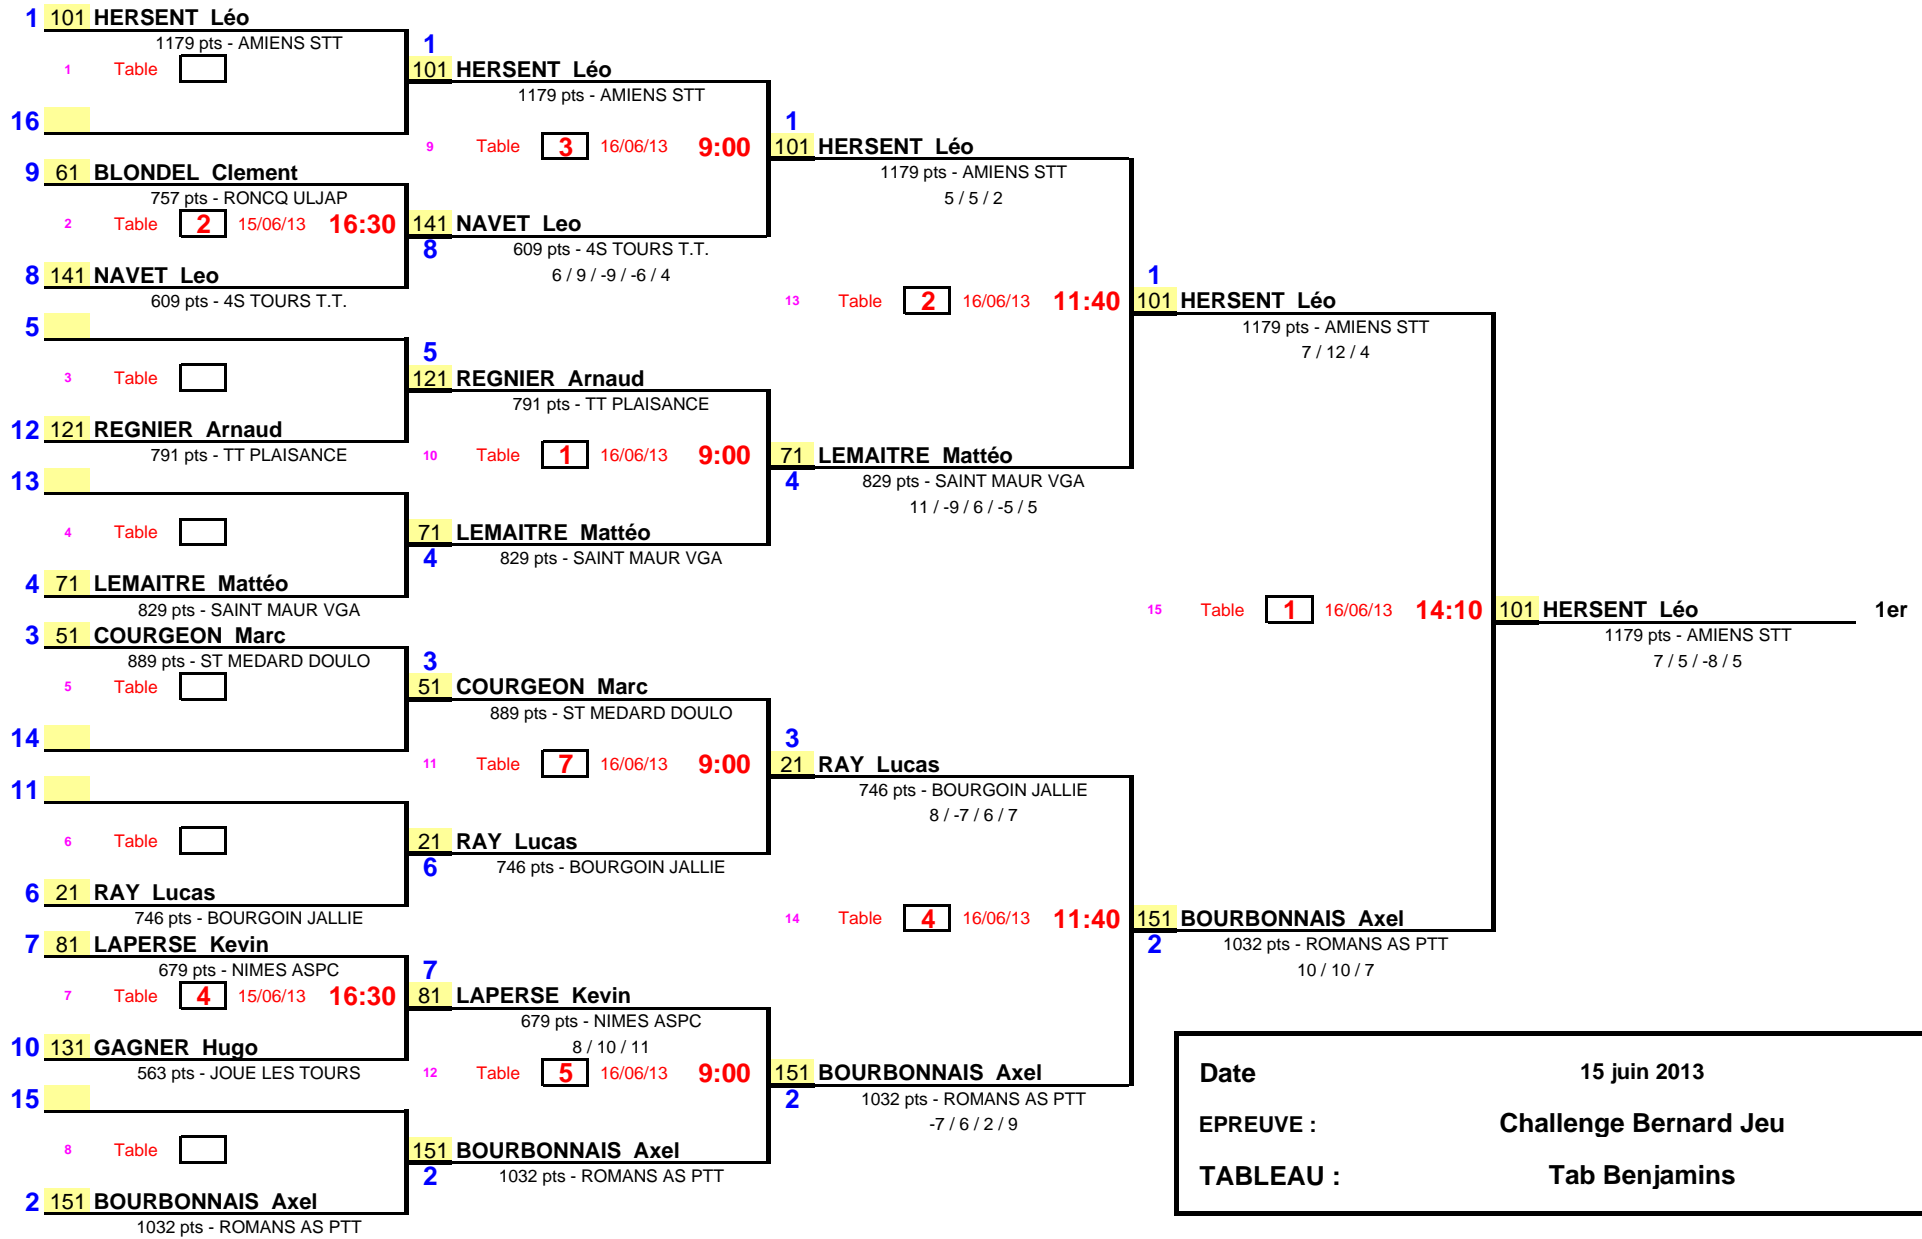 1 101 HERSENT Léo
1179 pts - AMIENS STT
1 Table
16
9 61 BLONDEL Clement
757 pts - RONCQ ULJAP
2 Table 2 15/06/13 16:30
8 141 NAVET Leo
609 pts - 4S TOURS T.T.
5
3 Table
12 121 REGNIER Arnaud
791 pts - TT PLAISANCE
13
4 Table
4 71 LEMAITRE Mattéo
829 pts - SAINT MAUR VGA
3 51 COURGEON Marc
889 pts - ST MEDARD DOULO
5 Table
14
11
6 Table
6 21 RAY Lucas
746 pts - BOURGOIN JALLIE
7 81 LAPERSE Kevin
679 pts - NIMES ASPC
7 Table 4 15/06/13 16:30
10 131 GAGNER Hugo
563 pts - JOUE LES TOURS
15
8 Table
2 151 BOURBONNAIS Axel
1032 pts - ROMANS AS PTT
1
101 HERSENT Léo
1179 pts - AMIENS STT
9 Table 3 16/06/13 9:00
141 NAVET Leo
8
609 pts - 4S TOURS T.T.
6 / 9 / -9 / -6 / 4
5
121 REGNIER Arnaud
791 pts - TT PLAISANCE
10 Table 1 16/06/13 9:00
71 LEMAITRE Mattéo
4
829 pts - SAINT MAUR VGA
3
51 COURGEON Marc
889 pts - ST MEDARD DOULO
11 Table 7 16/06/13 9:00
21 RAY Lucas
6
746 pts - BOURGOIN JALLIE
7
81 LAPERSE Kevin
679 pts - NIMES ASPC
8 / 10 / 11
12 Table 5 16/06/13 9:00
151 BOURBONNAIS Axel
2
1032 pts - ROMANS AS PTT
1
101 HERSENT Léo
1179 pts - AMIENS STT
5 / 5 / 2
13 Table 2 16/06/13 11:40
71 LEMAITRE Mattéo
4
829 pts - SAINT MAUR VGA
11 / -9 / 6 / -5 / 5
3
21 RAY Lucas
746 pts - BOURGOIN JALLIE
8 / -7 / 6 / 7
14 Table 4 16/06/13 11:40
151 BOURBONNAIS Axel
2
1032 pts - ROMANS AS PTT
-7 / 6 / 2 / 9
1
101 HERSENT Léo
1179 pts - AMIENS STT
7 / 12 / 4
15 Table 1 16/06/13 14:10
151 BOURBONNAIS Axel
2
1032 pts - ROMANS AS PTT
10 / 10 / 7
101 HERSENT Léo 1er
1179 pts - AMIENS STT
7 / 5 / -8 / 5
Date 15 juin 2013
EPREUVE : Challenge Bernard Jeu
TABLEAU : Tab Benjamins